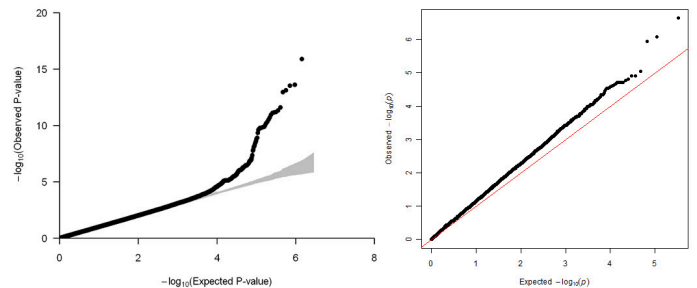 20
15
10
5
0
−log10(Observed P-value)
0 2 4 6 8
−log10(Expected P-value)
6
5
4
3
2
1
0
Observed −log10(p)
0 1 2 3 4 5
Expected −log10(p)